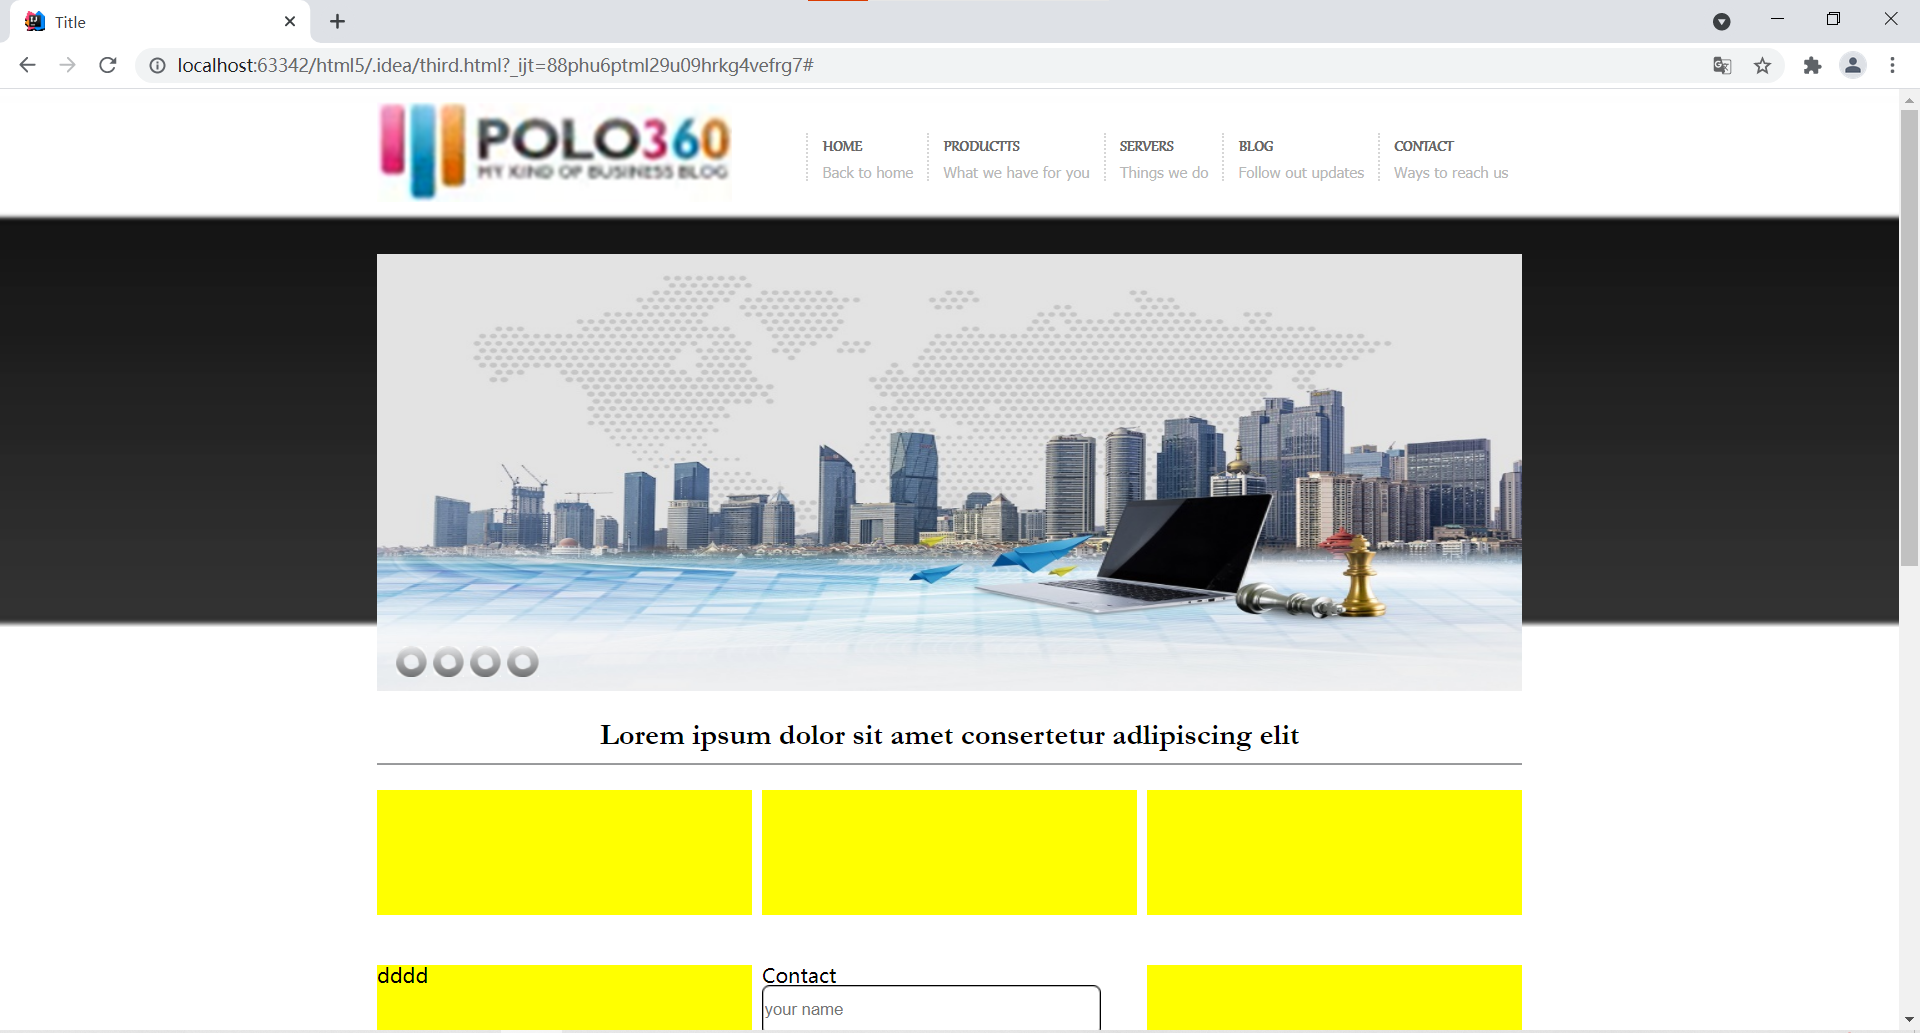 Title
localhost:63342/html5/.idea/third.html?_ijt=88phu6ptml29u09hrkg4vefrg7#
POLO360
MY KIND OF BUSINESS BLOG
HOME
Back to home
PRODUCTTS
What we have for you
SERVERS
Things we do
BLOG
Follow out updates
CONTACT
Ways to reach us
Lorem ipsum dolor sit amet consertetur adlipiscing elit
dddd
Contact
your name